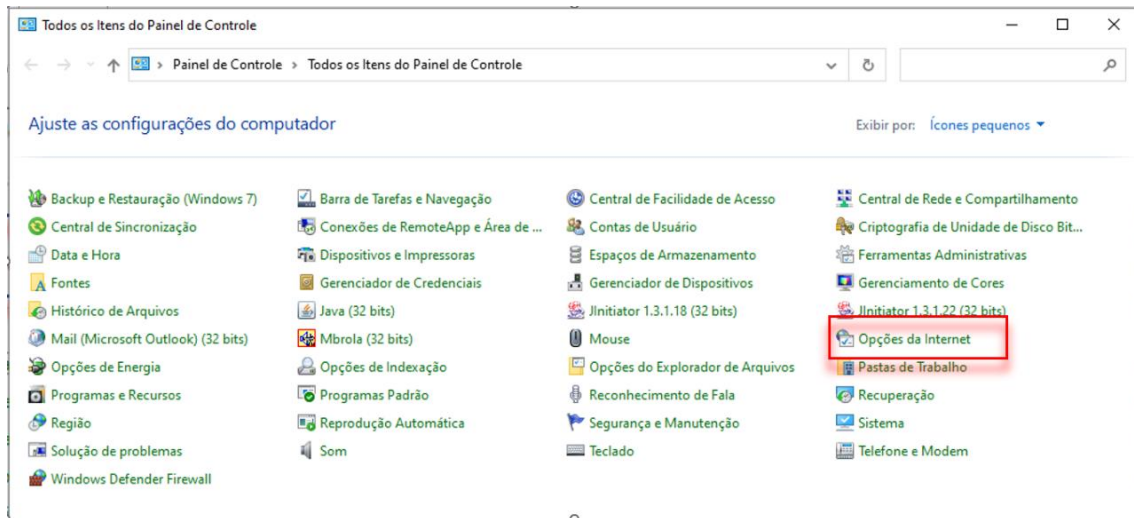 Todos os Itens do Painel de Controle
Painel de Controle > Todos os Itens do Painel de Controle
Ajuste as configurações do computador
Exibir por: Ícones pequenos
Backup e Restauração (Windows 7) Barra de Tarefas e Navegação Central de Facilidade de Acesso Central de Rede e Compartilhamento
Central de Sincronização Conexões de RemoteApp e Área de ... Contas de Usuário Criptografia de Unidade de Disco Bit...
Data e Hora Dispositivos e Impressoras Espaços de Armazenamento Ferramentas Administrativas
Fontes Gerenciador de Credenciais Gerenciador de Dispositivos Gerenciamento de Cores
Histórico de Arquivos Java (32 bits) JInitiator 1.3.1.18 (32 bits) JInitiator 1.3.1.22 (32 bits)
Mail (Microsoft Outlook) (32 bits) Mbrola (32 bits) Mouse Opções da Internet
Opções de Energia Opções de Indexação Opções do Explorador de Arquivos Pastas de Trabalho
Programas e Recursos Programas Padrão Reconhecimento de Fala Recuperação
Região Reprodução Automática Segurança e Manutenção Sistema
Solução de problemas Som Teclado Telefone e Modem
Windows Defender Firewall